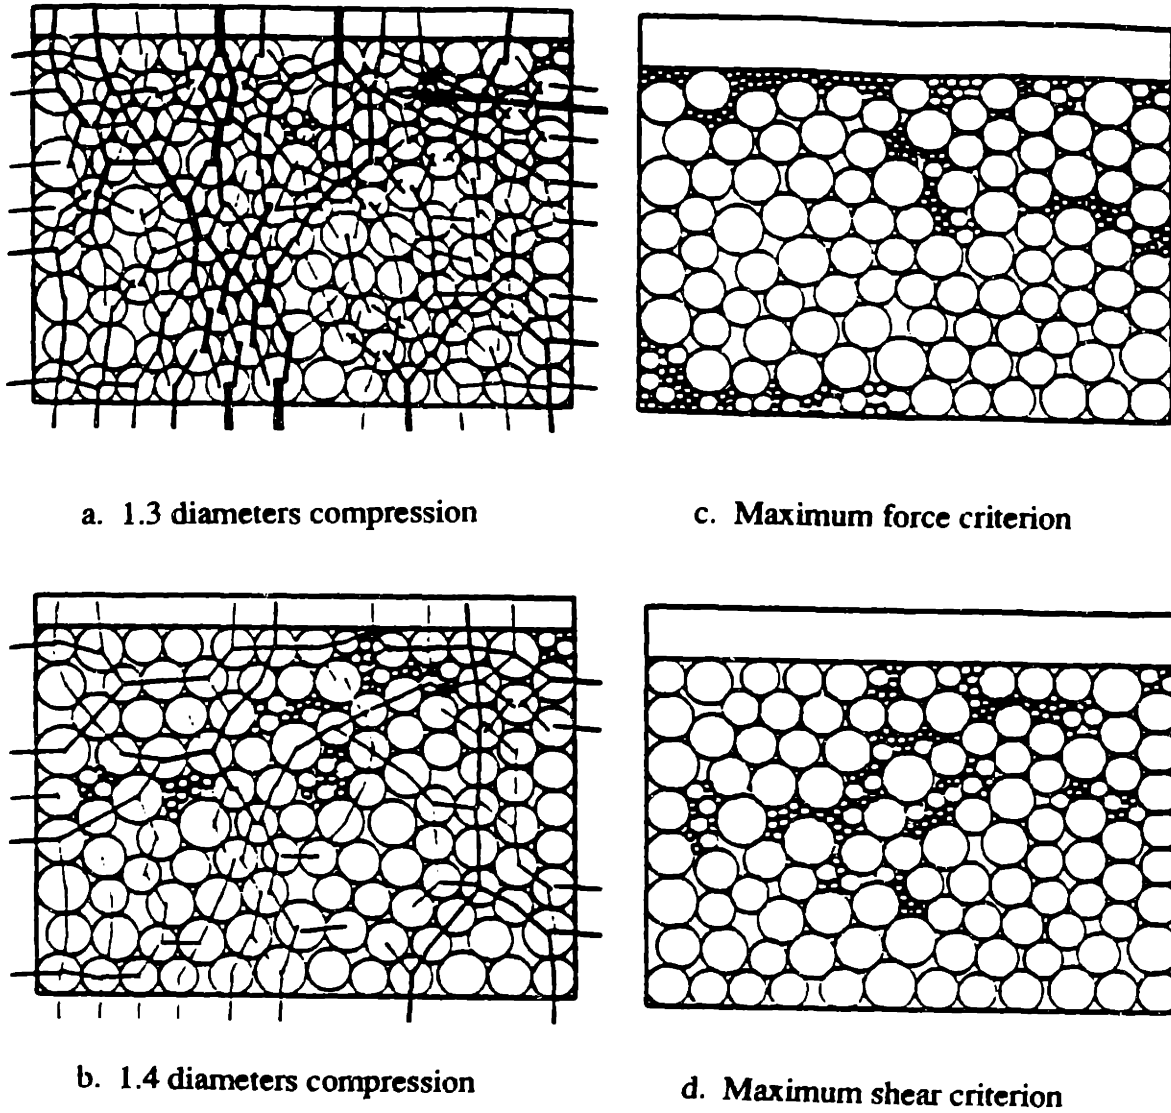 a. 1.3 diameters compression
c. Maximum force criterion
b. 1.4 diameters compression
d. Maximum shear criterion